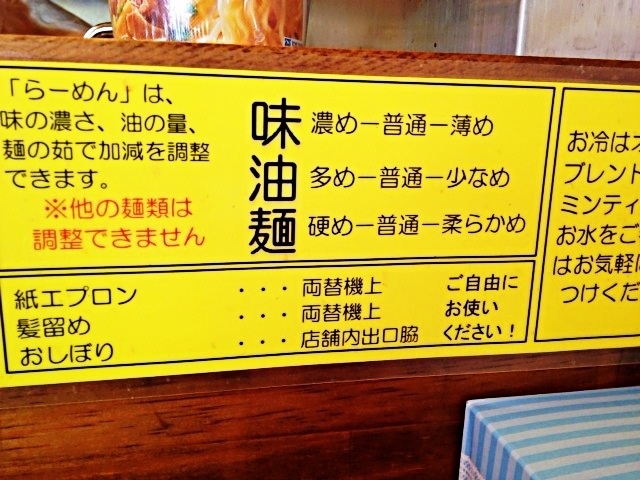 「らーめん」は、
味の濃さ、油の量、
麺の茹で加減を調整
できます。
※他の麺類は
調整できません
味 濃めー普通ー薄め
油 多めー普通ー少なめ
麺 硬めー普通ー柔らかめ
紙エプロン ・・・両替機上
髪留め ・・・両替機上
おしぼり ・・・店舗内出口脇
ご自由に
お使い
ください！
お冷は
ブレンド
ミンティ
お水をご
はお気軽に
つけくだ